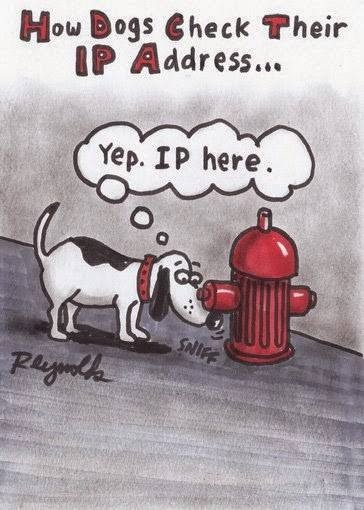 How Dogs Check Their
IP Address...
Yep. IP here.
SNIFF
Reynolds